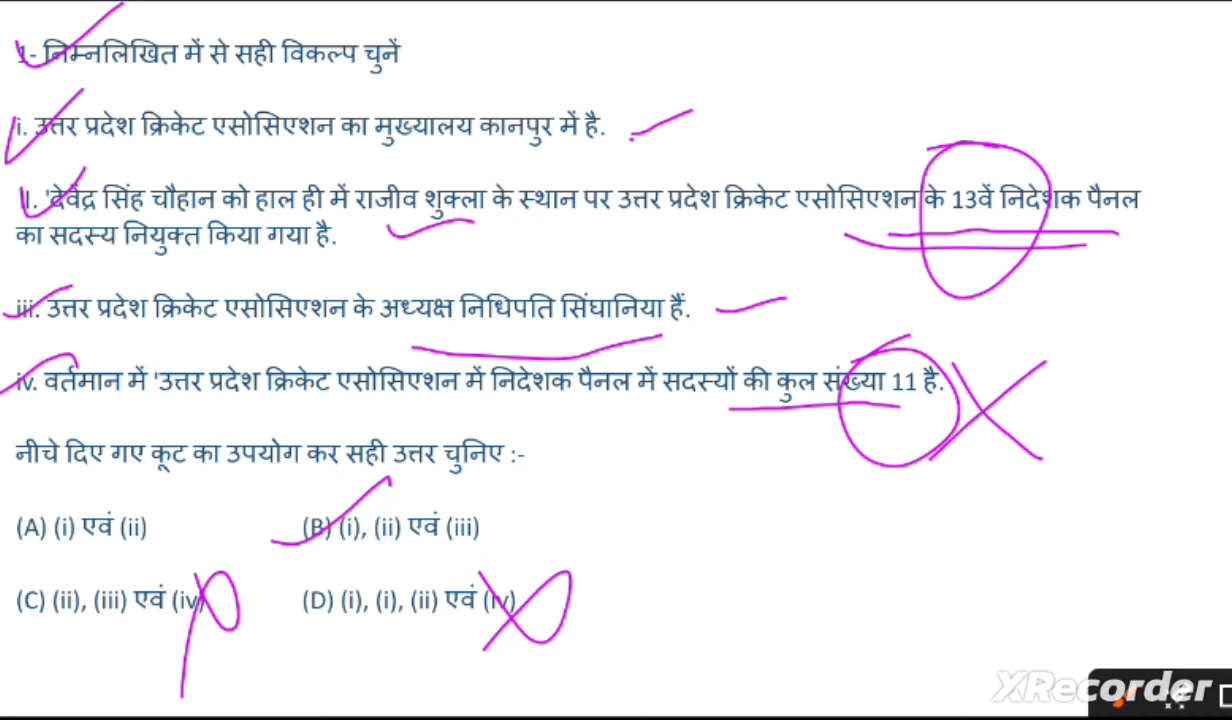 1- निम्नलिखित में से सही विकल्प चुनें
i. उत्तर प्रदेश क्रिकेट एसोसिएशन का मुख्यालय कानपुर में है.
II. 'देवेंद्र सिंह चौहान को हाल ही में राजीव शुक्ला के स्थान पर उत्तर प्रदेश क्रिकेट एसोसिएशन के 13वें निदेशक पैनल
का सदस्य नियुक्त किया गया है.
iii. उत्तर प्रदेश क्रिकेट एसोसिएशन के अध्यक्ष निधिपति सिंघानिया हैं.
iv. वर्तमान में 'उत्तर प्रदेश क्रिकेट एसोसिएशन में निदेशक पैनल में सदस्यों की कुल संख्या 11 है.
नीचे दिए गए कूट का उपयोग कर सही उत्तर चुनिए :-
(A) (i) एवं (ii) (B) (i), (ii) एवं (iii)
(C) (ii), (iii) एवं (iv) (D) (i), (i), (ii) एवं (iv)
XRecorder